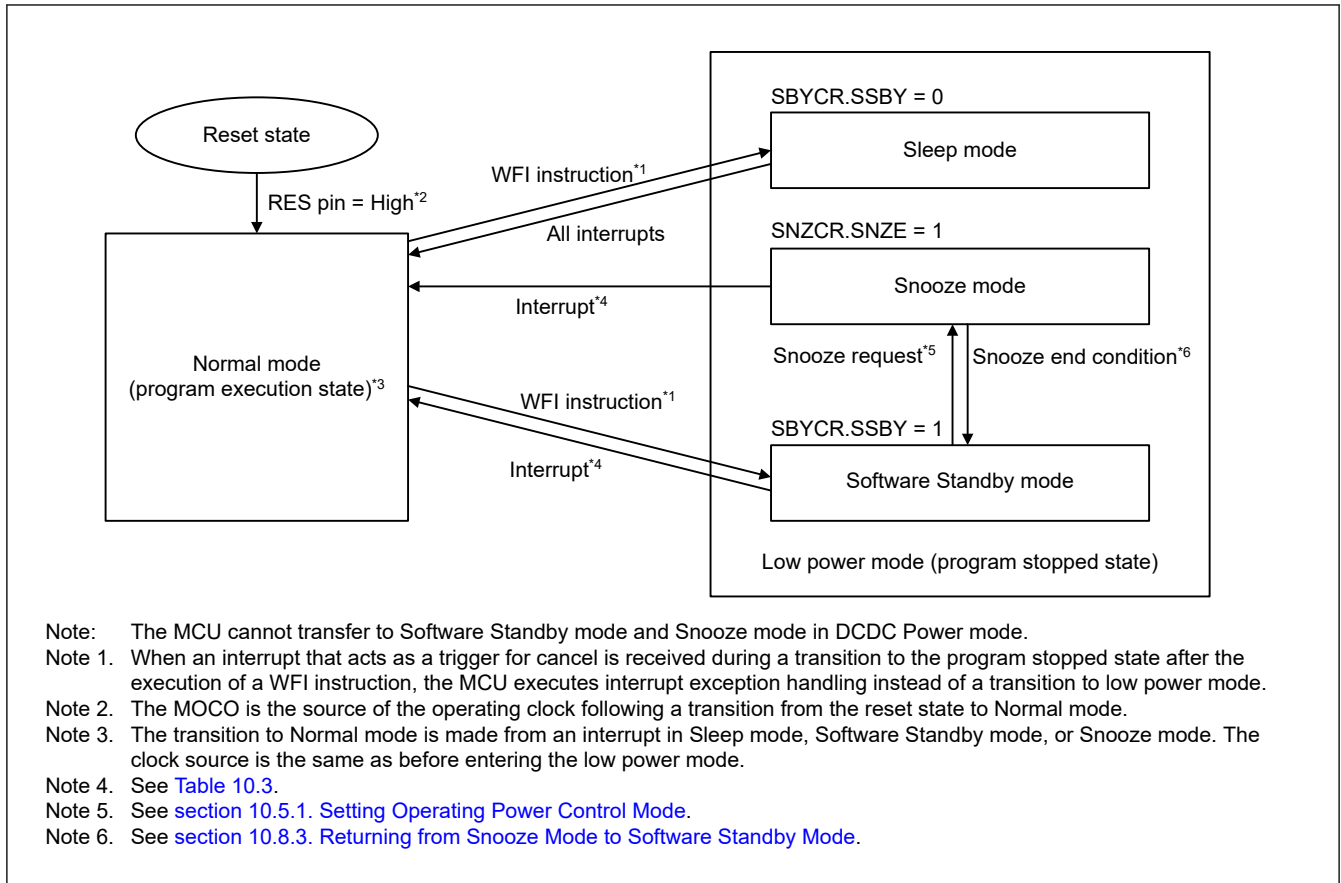 SBYCR.SSBY = 0
Reset state
Sleep mode
WFI instruction*1
RES pin = High*2
All interrupts
SNZCR.SNZE = 1
Snooze mode
Interrupt*4
Normal mode
(program execution state)*3
Snooze request*5
Snooze end condition*6
WFI instruction*1
SBYCR.SSBY = 1
Interrupt*4
Software Standby mode
Low power mode (program stopped state)
Note: The MCU cannot transfer to Software Standby mode and Snooze mode in DCDC Power mode.
Note 1. When an interrupt that acts as a trigger for cancel is received during a transition to the program stopped state after the
execution of a WFI instruction, the MCU executes interrupt exception handling instead of a transition to low power mode.
Note 2. The MOCO is the source of the operating clock following a transition from the reset state to Normal mode.
Note 3. The transition to Normal mode is made from an interrupt in Sleep mode, Software Standby mode, or Snooze mode. The
clock source is the same as before entering the low power mode.
Note 4. See Table 10.3.
Note 5. See section 10.5.1. Setting Operating Power Control Mode.
Note 6. See section 10.8.3. Returning from Snooze Mode to Software Standby Mode.